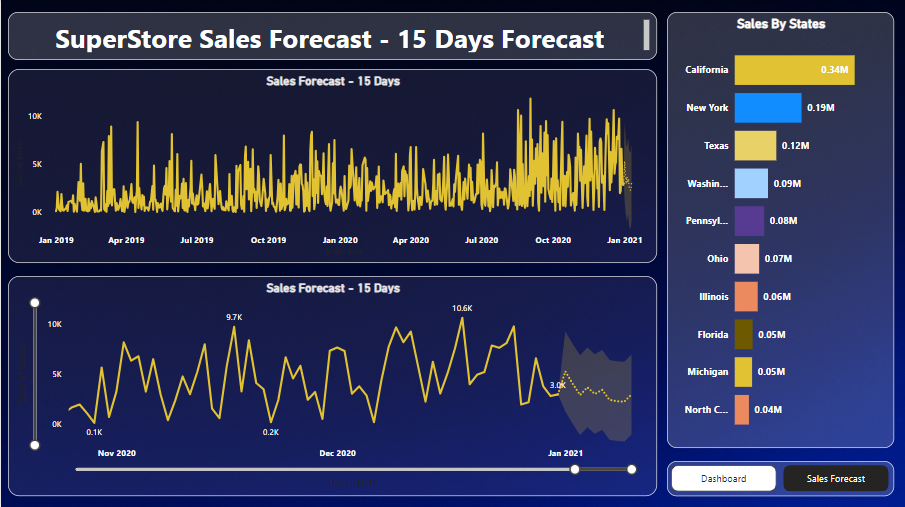 SuperStore Sales Forecast - 15 Days Forecast
Sales Forecast - 15 Days
10K
5K
0K
Jan 2019 Apr 2019 Jul 2019 Oct 2019 Jan 2020 Apr 2020 Jul 2020 Oct 2020 Jan 2021
Sales Forecast - 15 Days
10K
5K
0K
9.7K
10.6K
3.0K
0.1K
0.2K
Nov 2020 Dec 2020 Jan 2021
Sales By States
California 0.34M
New York 0.19M
Texas 0.12M
Washin... 0.09M
Pennsyl... 0.08M
Ohio 0.07M
Illinois 0.06M
Florida 0.05M
Michigan 0.05M
North C... 0.04M
Dashboard Sales Forecast